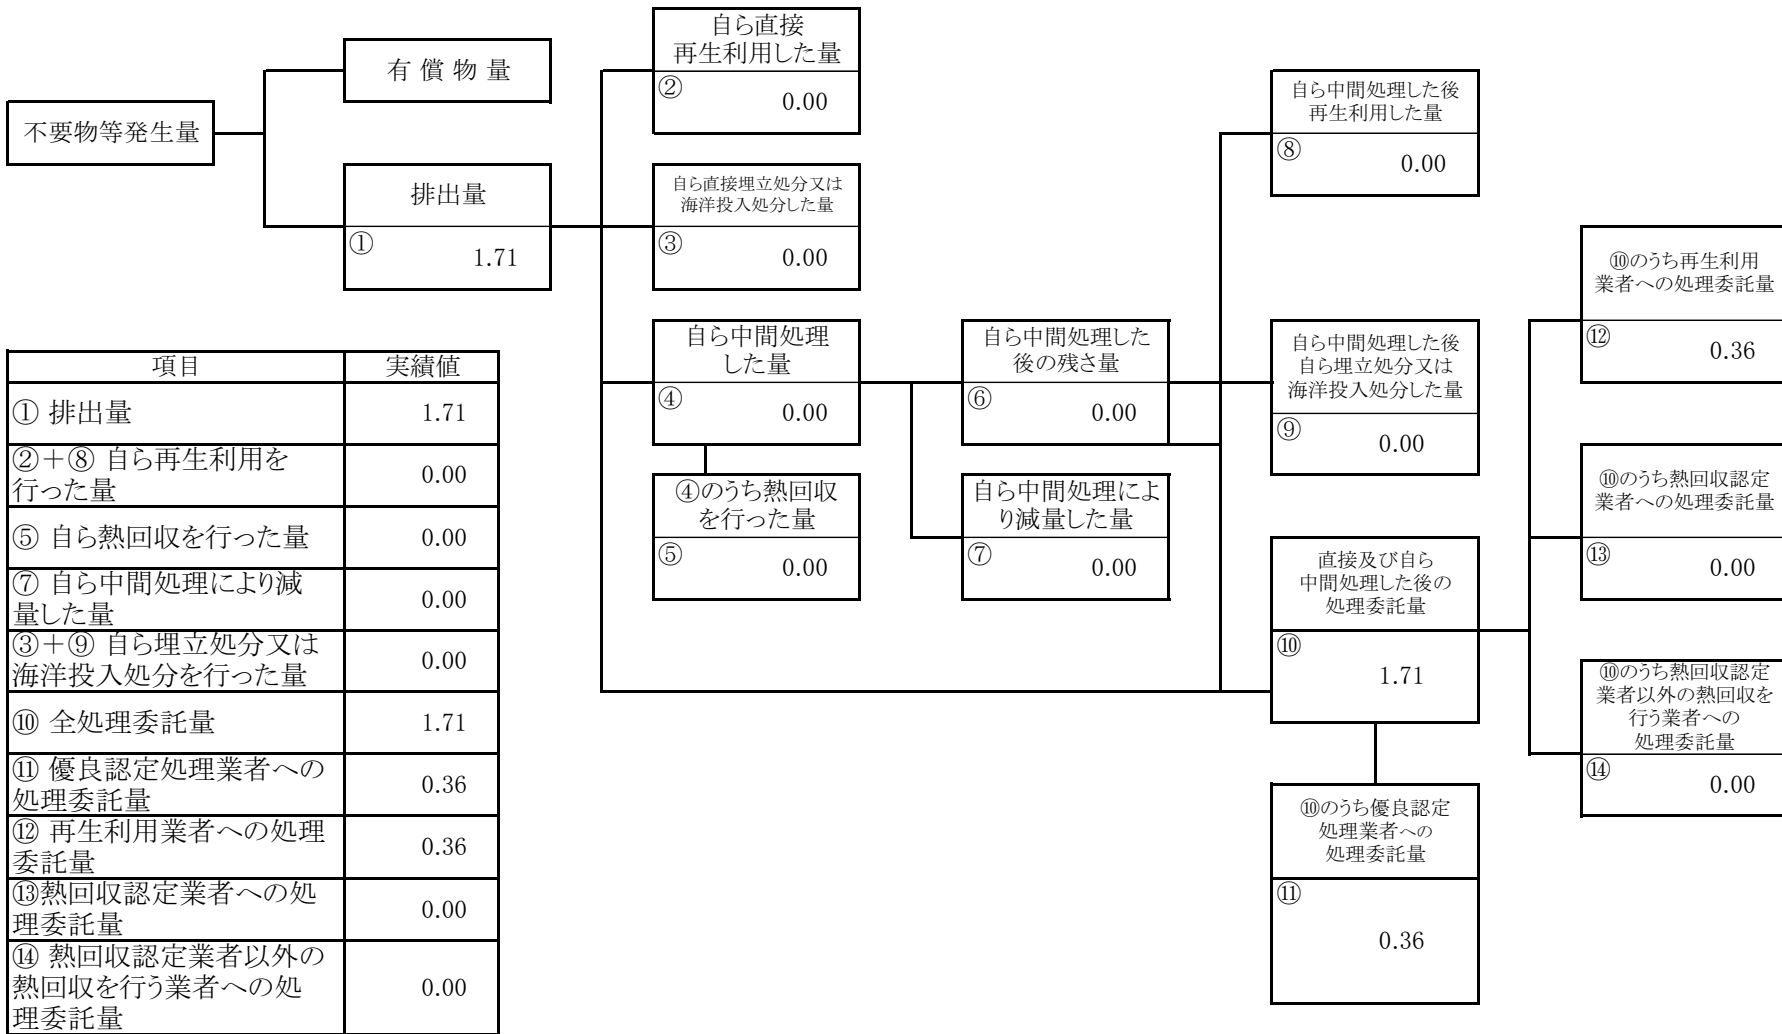 不要物等発生量
有 償 物 量
排出量
①
1.71
自ら直接
再生利用した量
②
0.00
自ら直接埋立処分又は
海洋投入処分した量
③
0.00
自ら中間処理
した量
④
0.00
④のうち熱回収
を行った量
⑤
0.00
自ら中間処理した
後の残さ量
⑥
0.00
自ら中間処理によ
り減量した量
⑦
0.00
自ら中間処理した後
再生利用した量
⑧
0.00
自ら中間処理した後
自ら埋立処分又は
海洋投入処分した量
⑨
0.00
直接及び自ら
中間処理した後の
処理委託量
⑩
1.71
⑩のうち優良認定
処理業者への
処理委託量
⑪
0.36
⑩のうち再生利用
業者への処理委託量
⑫
0.36
⑩のうち熱回収認定
業者への処理委託量
⑬
0.00
⑩のうち熱回収認定
業者以外の熱回収を
行う業者への
処理委託量
⑭
0.00
項目 実績値
① 排出量 1.71
②+⑧ 自ら再生利用を
行った量 0.00
⑤ 自ら熱回収を行った量 0.00
⑦ 自ら中間処理により減
量した量 0.00
③+⑨ 自ら埋立処分又は
海洋投入処分を行った量 0.00
⑩ 全処理委託量 1.71
⑪ 優良認定処理業者への
処理委託量 0.36
⑫ 再生利用業者への処理
委託量 0.36
⑬熱回収認定業者への処
理委託量 0.00
⑭ 熱回収認定業者以外の
熱回収を行う業者への処
理委託量 0.00